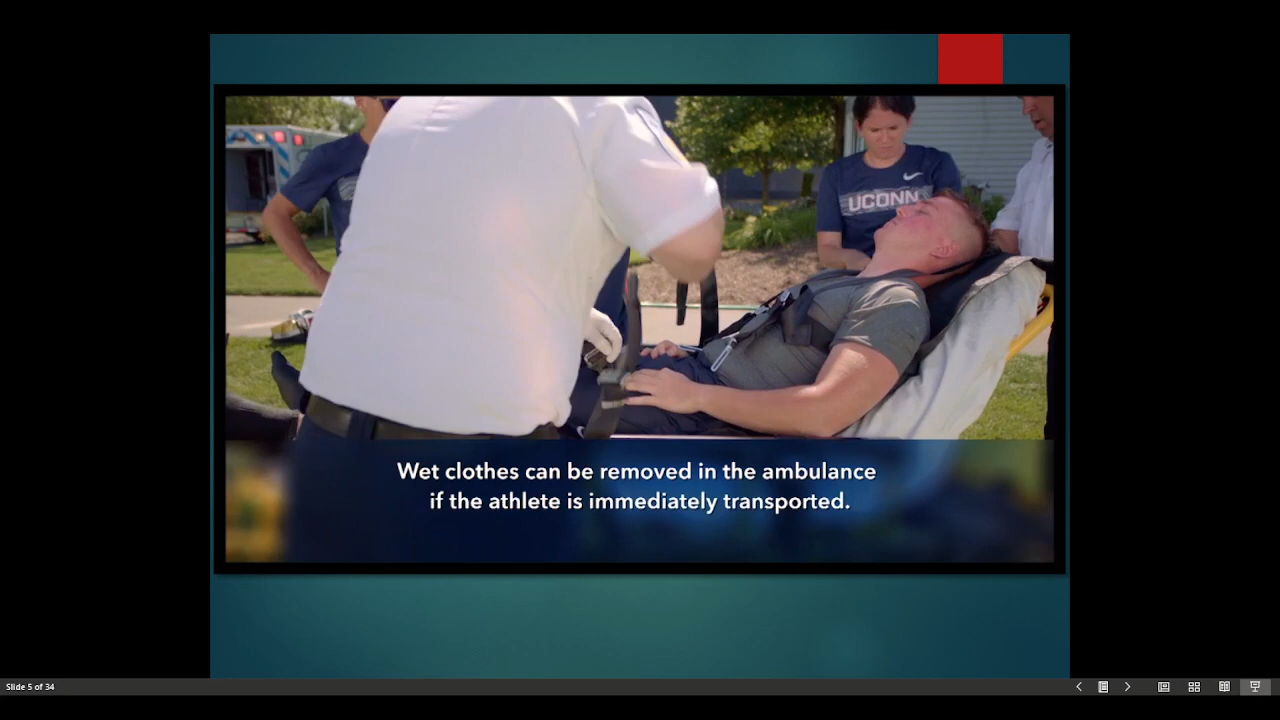 UCONN
Wet clothes can be removed in the ambulance
if the athlete is immediately transported.
Slide 5 of 34